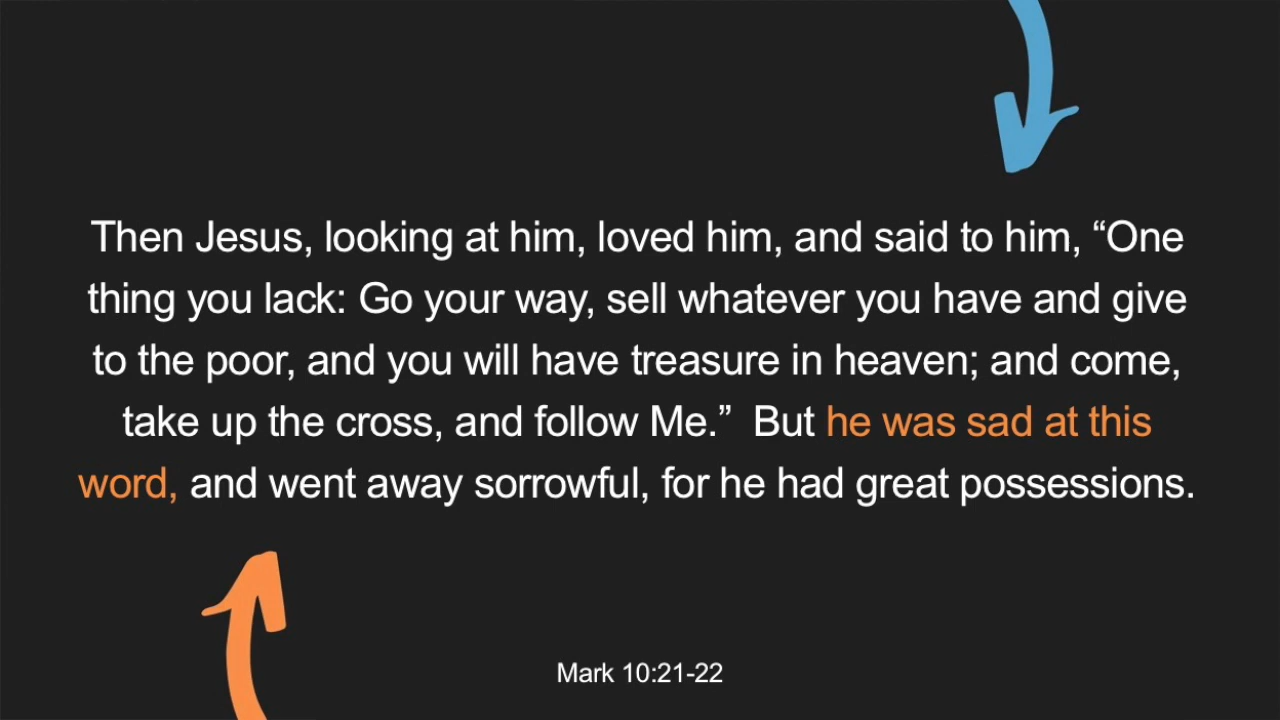 Then Jesus, looking at him, loved him, and said to him, “One
thing you lack: Go your way, sell whatever you have and give
to the poor, and you will have treasure in heaven; and come,
take up the cross, and follow Me.”  But he was sad at this
word, and went away sorrowful, for he had great possessions.
Mark 10:21-22